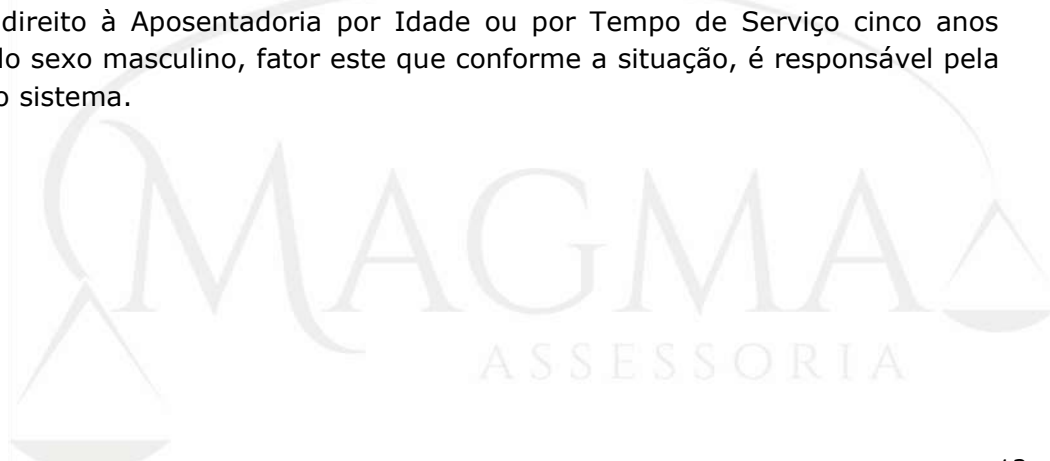 direito à Aposentadoria por Idade ou por Tempo de Serviço cinco anos
do sexo masculino, fator este que conforme a situação, é responsável pela
o sistema.
MAGMA
ASSESSORIA